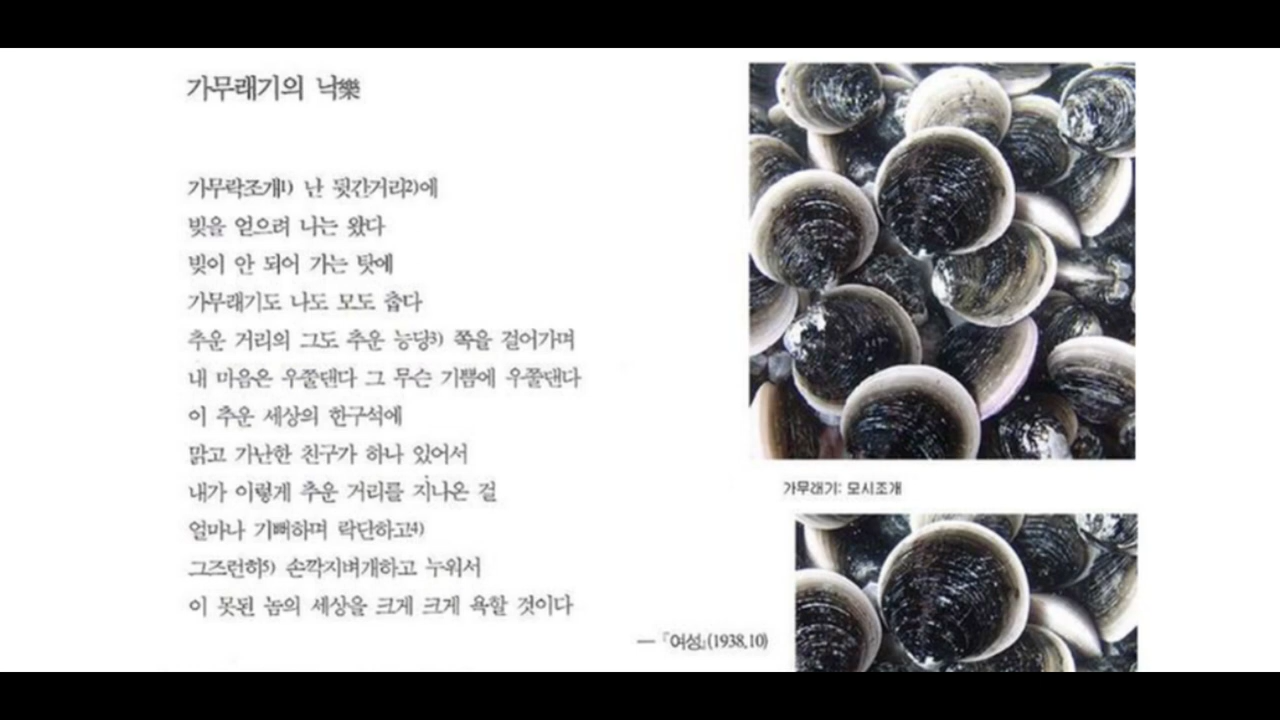 가무래기의 낙樂
가무락조개1) 난 뒷간거리2)에
빚을 얻으려 나는 왔다
빚이 안 되어 가는 탓에
가무래기도 나도 모도 춥다
추운 거리의 그도 추운 능당3) 쪽을 걸어가며
내 마음은 우쭐댄다 그 무슨 기쁨에 우쭐댄다
이 추운 세상의 한구석에
맑고 가난한 친구가 하나 있어서
내가 이렇게 추운 거리를 지나온 걸
얼마나 기뻐하며 락단하고4)
그즈런히5) 손깍지벼개하고 누워서
이 못된 놈의 세상을 크게 크게 욕할 것이다
― 『여성』(1938.10)
가무래기: 모시조개